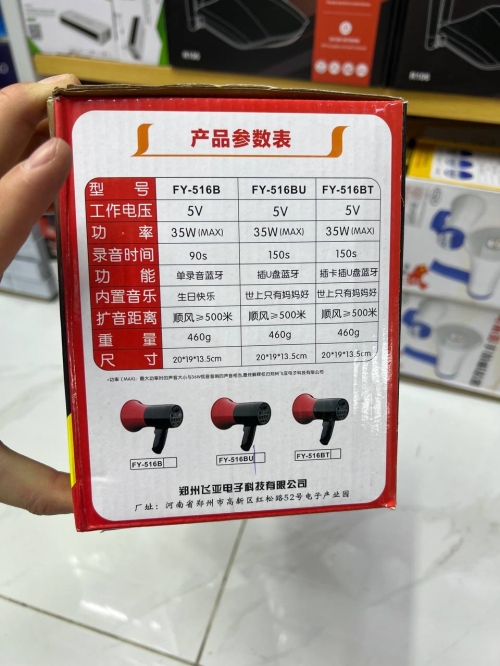 产品参数表
型 号 FY-516B FY-516BU FY-516BT
工作电压 5V 5V 5V
功 率 35W(MAX) 35W(MAX) 35W(MAX)
录音时间 90s 150s 150s
功 能 单录音蓝牙 插U盘蓝牙 插卡插U盘蓝牙
内置音乐 生日快乐 世上只有妈妈好 世上只有妈妈好
扩音距离 顺风≥500米 顺风≥500米 顺风≥500米
重 量 460g 460g 460g
尺 寸 20*19*13.5cm 20*19*13.5cm 20*19*13.5cm
FY-516B FY-516BU FY-516BT
郑州飞亚电子科技有限公司
厂址：河南省郑州市高新区红松路52号电子产业园